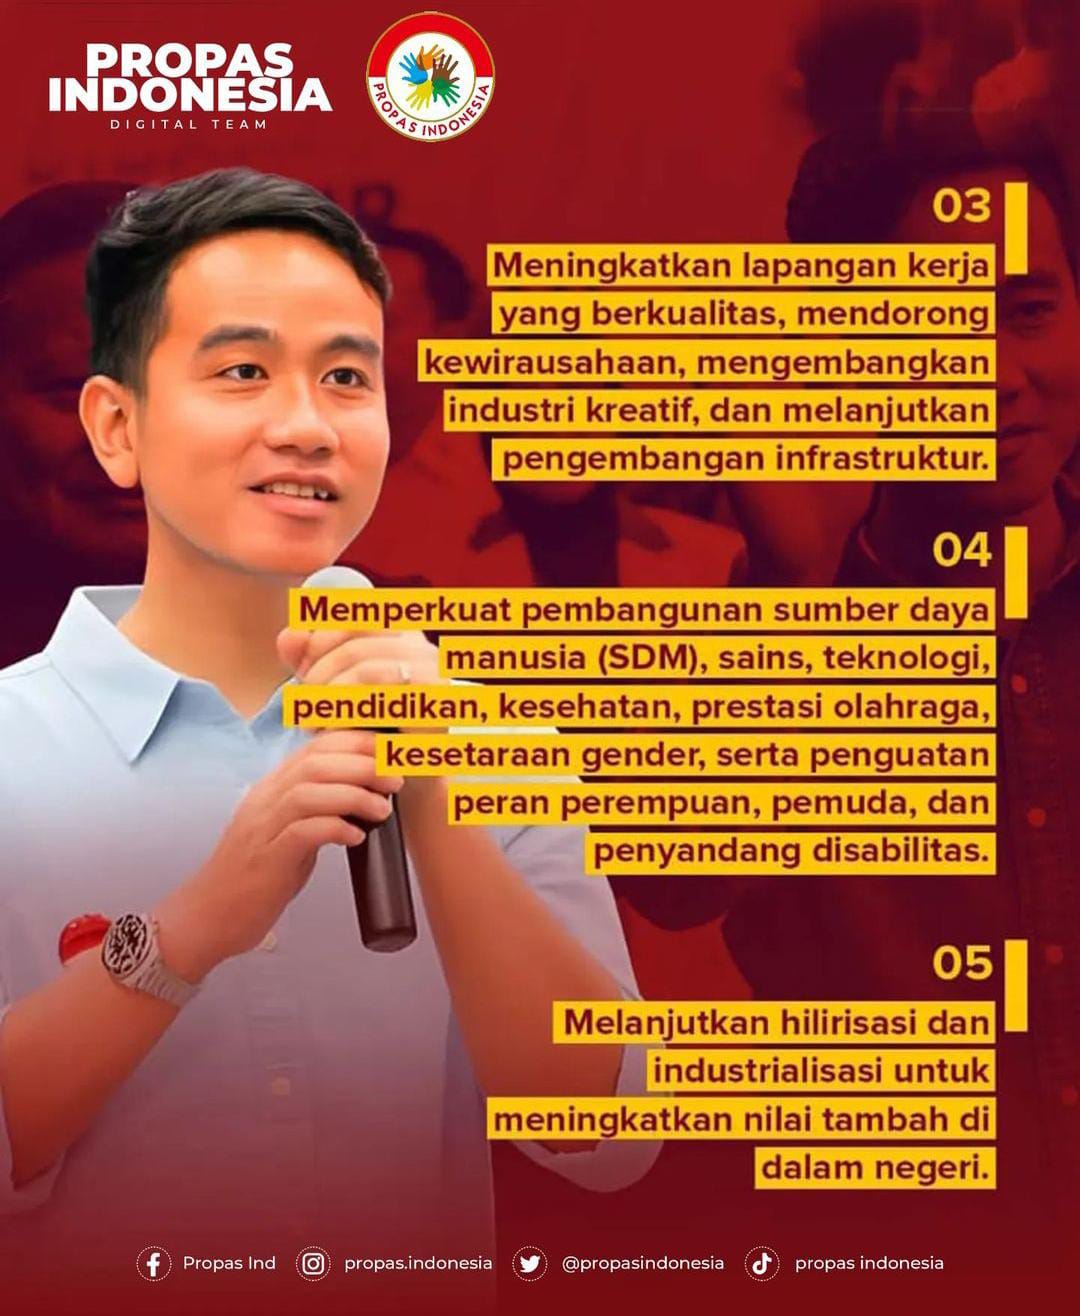 PROPAS
INDONESIA
DIGITAL TEAM
PROPAS INDONESIA
03
Meningkatkan lapangan kerja
yang berkualitas, mendorong
kewirausahaan, mengembangkan
industri kreatif, dan melanjutkan
pengembangan infrastruktur.
04
Memperkuat pembangunan sumber daya
manusia (SDM), sains, teknologi,
pendidikan, kesehatan, prestasi olahraga,
kesetaraan gender, serta penguatan
peran perempuan, pemuda, dan
penyandang disabilitas.
05
Melanjutkan hilirisasi dan
industrialisasi untuk
meningkatkan nilai tambah di
dalam negeri.
Propas Ind propas.indonesia @propasindonesia propas indonesia